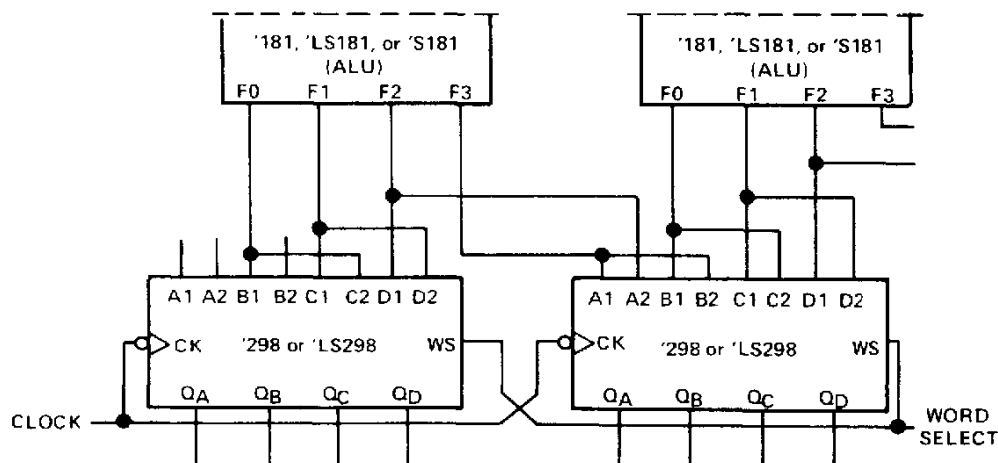 '181, 'LS181, or 'S181
(ALU)
F0 F1 F2 F3
'181, 'LS181, or 'S181
(ALU)
F0 F1 F2 F3
A1 A2 B1 B2 C1 C2 D1 D2
CK '298 or 'LS298 WS
QA QB QC QD
A1 A2 B1 B2 C1 C2 D1 D2
CK '298 or 'LS298 WS
QA QB QC QD
CLOCK
WORD
SELECT